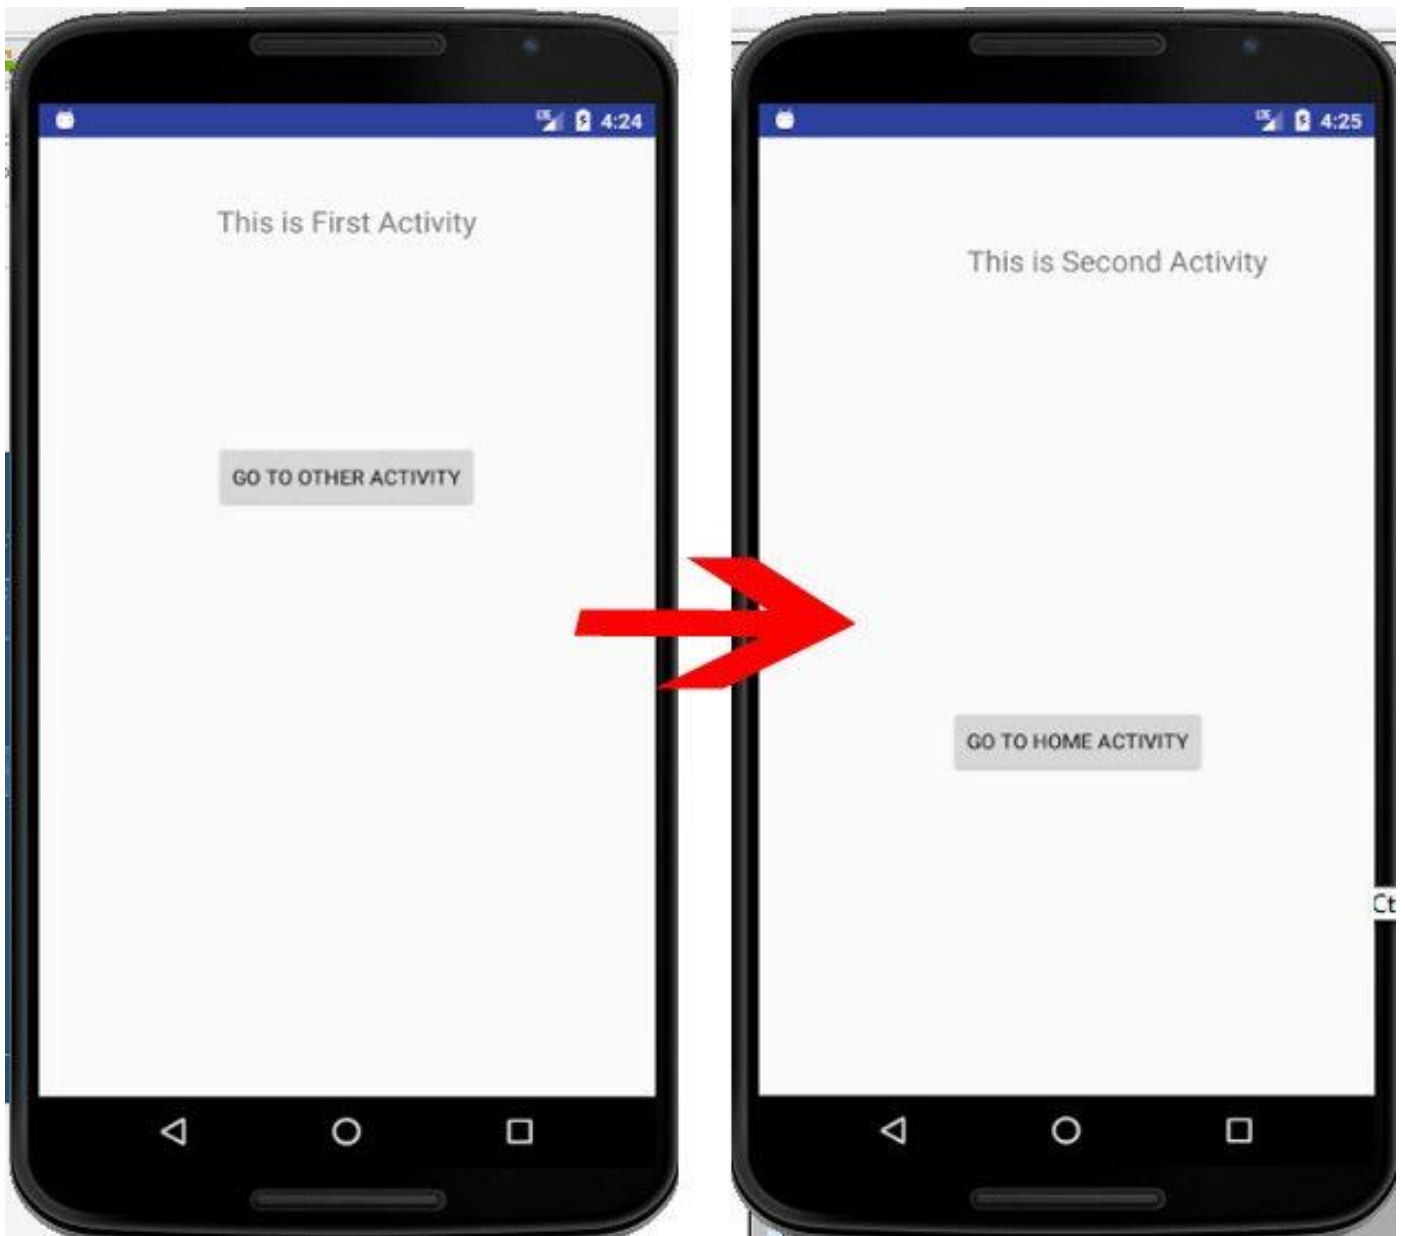 4:24
This is First Activity
GO TO OTHER ACTIVITY
4:25
This is Second Activity
GO TO HOME ACTIVITY
Ct